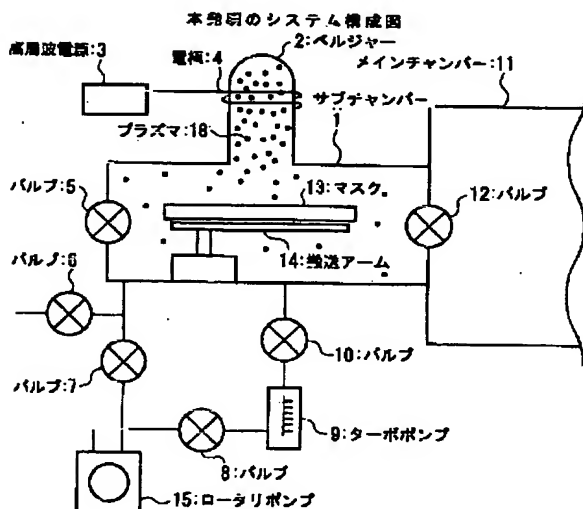 本発明のシステム構成図
2:ベルジャー
高周波電源:3
電極:4
メインチャンバー:11
サブチャンバー
1
プラズマ:18
バルブ:5
13:マスク
12:バルブ
14:搬送アーム
バルブ:6
10:バルブ
バルブ:7
9:ターボポンプ
8:バルブ
15:ロータリポンプ